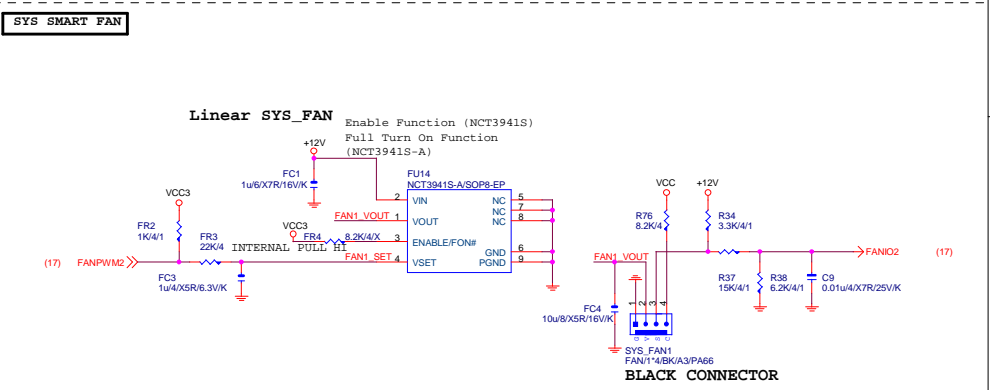 SYS SMART FAN
Linear SYS_FAN
Enable Function (NCT3941S)
Full Turn On Function
(NCT3941S-A)
+12V
FC1
1u/6/X7R/16V/K
FU14
NCT3941S-A/SOP8-EP
2 VIN NC 5
NC 7
FAN1_VOUT 1 VOUT NC 8
VCC3
FR4 8.2K/4/X 3 ENABLE/FON#
INTERNAL PULL HI
GND 6
FAN1_SET 4 VSET PGND 9
VCC3
FR2
1K/4/1
FR3
22K/4
(17) FANPWM2
FC3
1u/4/X5R/6.3V/K
VCC +12V
R76
8.2K/4
R34
3.3K/4/1
FANIO2 (17)
FAN1_VOUT
R37
15K/4/1
R38
6.2K/4/1
C9
0.01u/4/X7R/25V/K
FC4
10u/8/X5R/16V/K
1 2 3 4
G V S C
SYS_FAN1
FAN/1*4/BK/A3/PA66
BLACK CONNECTOR